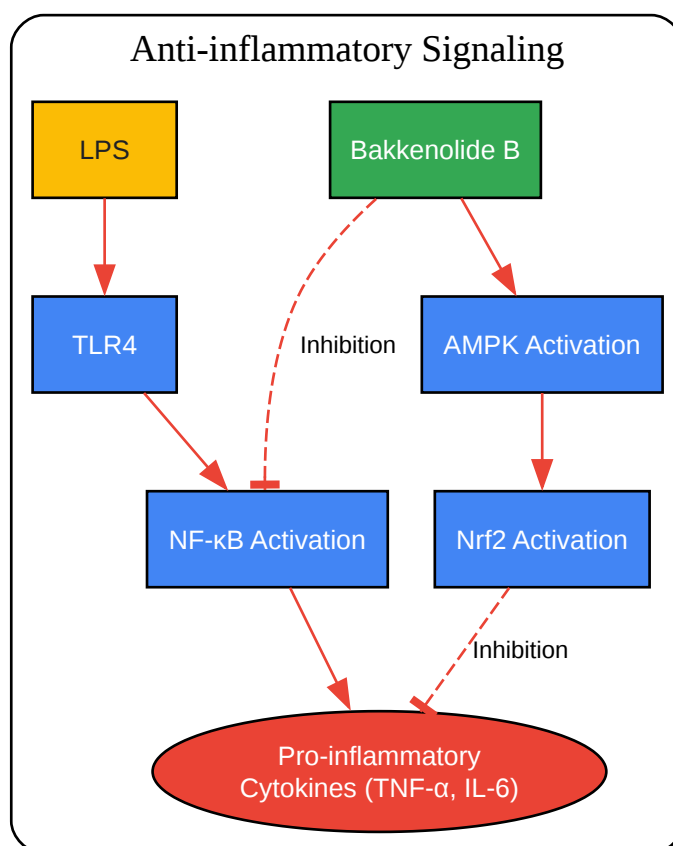 Anti-inflammatory Signaling
LPS
Bakkenolide B
TLR4
Inhibition
AMPK Activation
NF-κB Activation
Nrf2 Activation
Inhibition
Pro-inflammatory
Cytokines (TNF-α, IL-6)